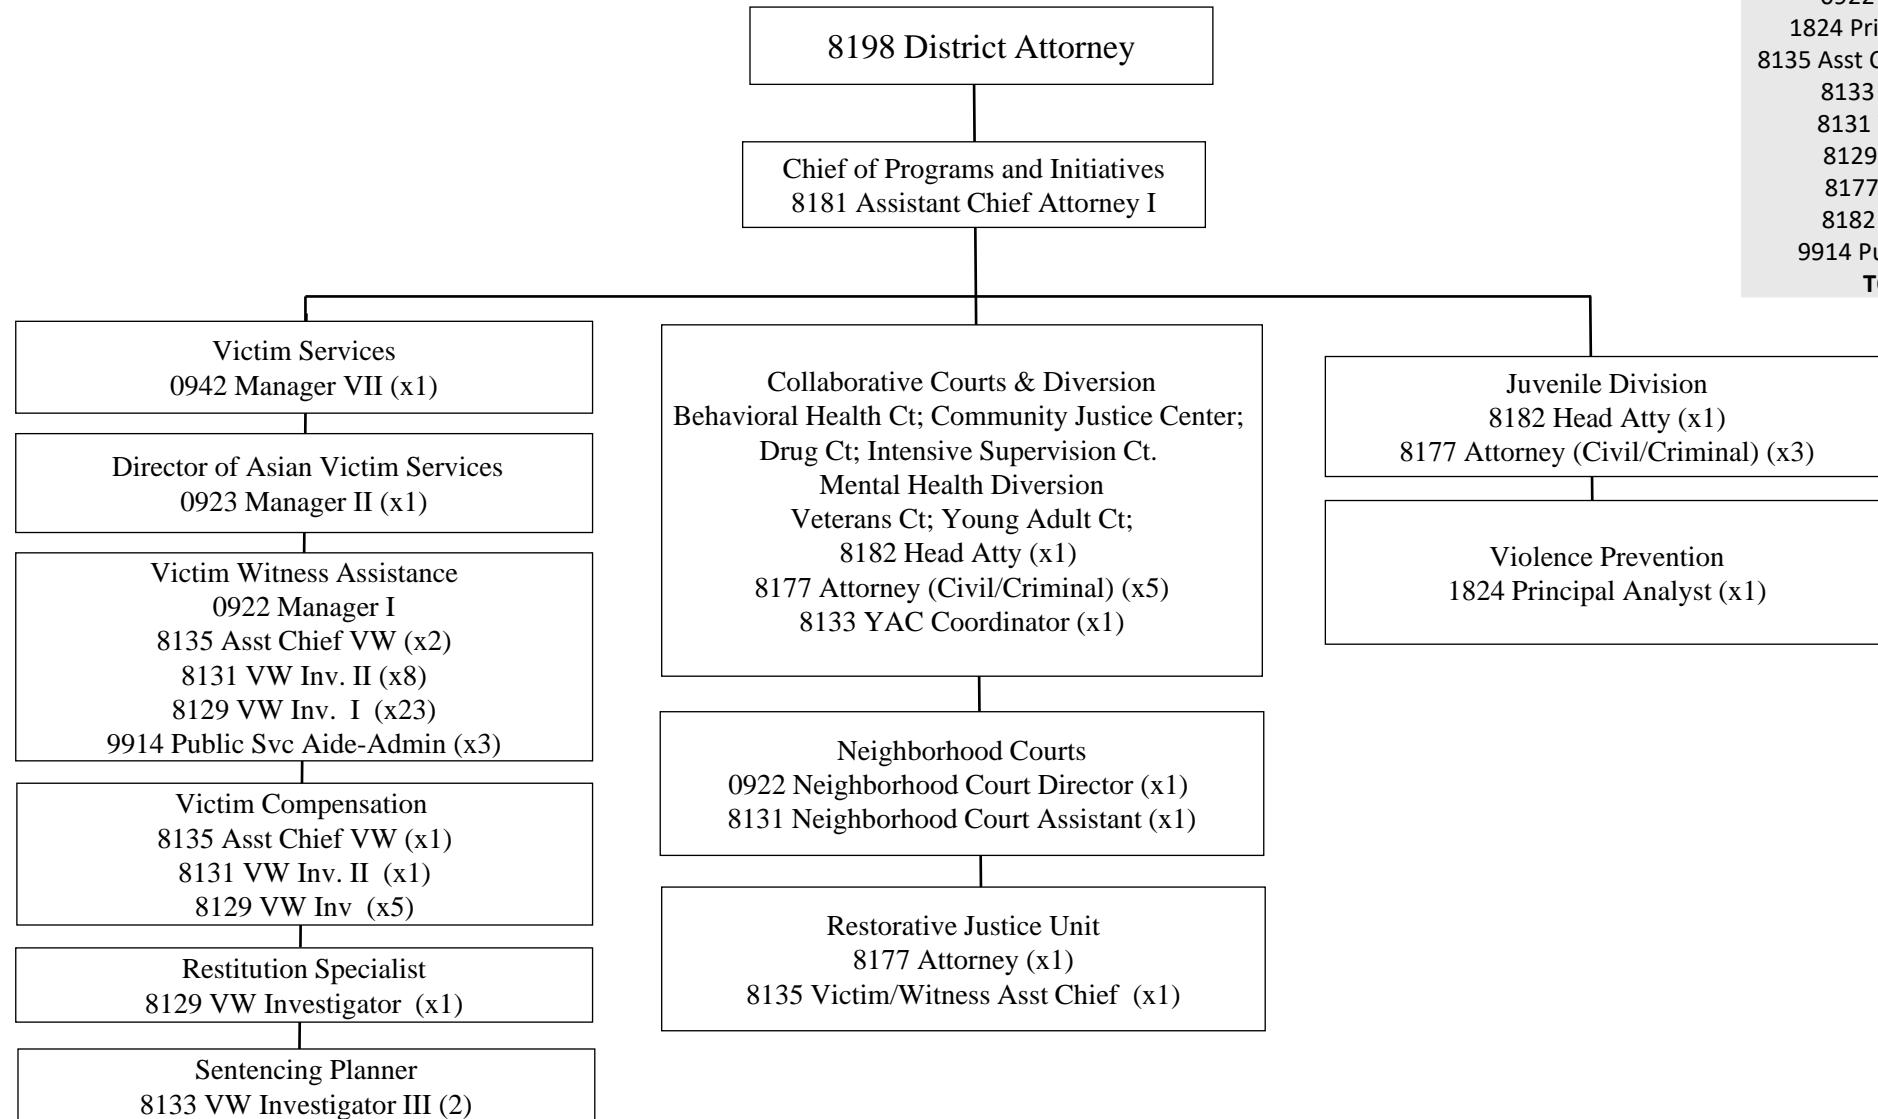 8198 District Attorney
Chief of Programs and Initiatives
8181 Assistant Chief Attorney I
Victim Services
0942 Manager VII (x1)
Director of Asian Victim Services
0923 Manager II (x1)
Victim Witness Assistance
0922 Manager I
8135 Asst Chief VW (x2)
8131 VW Inv. II (x8)
8129 VW Inv.  I  (x23)
9914 Public Svc Aide-Admin (x3)
Victim Compensation
8135 Asst Chief VW (x1)
8131 VW Inv. II  (x1)
8129 VW Inv  (x5)
Restitution Specialist
8129 VW Investigator  (x1)
Sentencing Planner
8133 VW Investigator III (2)
Collaborative Courts & Diversion
Behavioral Health Ct; Community Justice Center;
Drug Ct; Intensive Supervision Ct.
Mental Health Diversion
Veterans Ct; Young Adult Ct;
8182 Head Atty (x1)
8177 Attorney (Civil/Criminal) (x5)
8133 YAC Coordinator (x1)
Neighborhood Courts
0922 Neighborhood Court Director (x1)
8131 Neighborhood Court Assistant (x1)
Restorative Justice Unit
8177 Attorney (x1)
8135 Victim/Witness Asst Chief  (x1)
Juvenile Division
8182 Head Atty (x1)
8177 Attorney (Civil/Criminal) (x3)
Violence Prevention
1824 Principal Analyst (x1)
0922
1824 Pri
8135 Asst
8133
8131
8129
8177
8182
9914